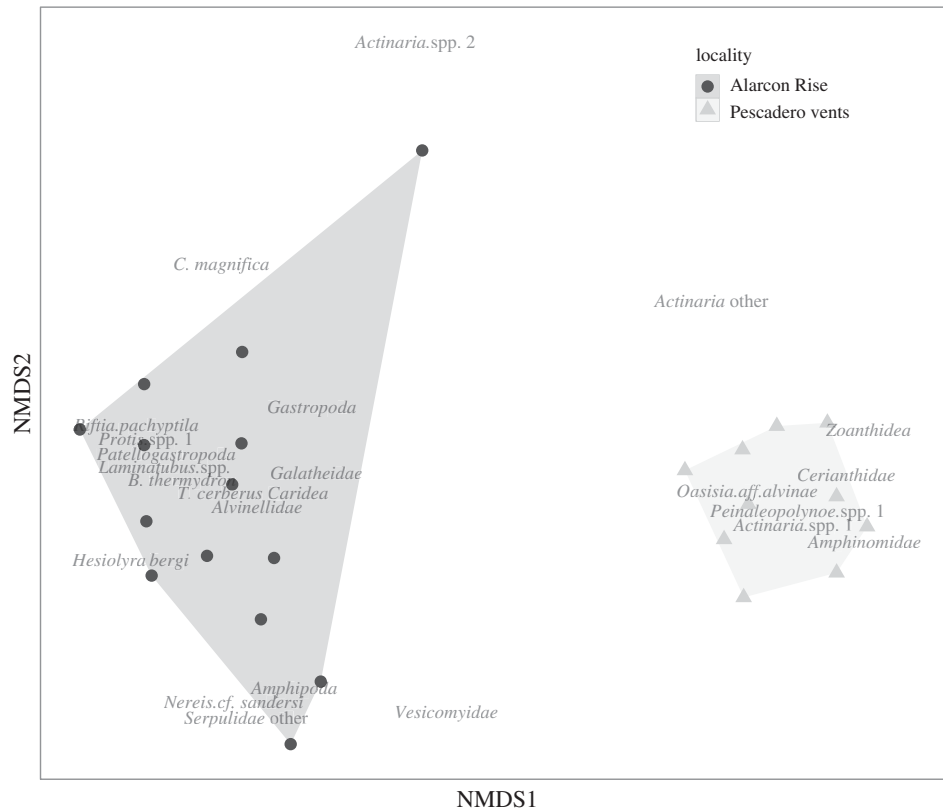 Actinaria.spp. 2
locality
Alarcon Rise
Pescadero vents
C. magnifica
Actinaria other
Gastropoda
Riftia.pachyptila
Zoanthidea
Protis spp. 1
Patellogastropoda
Laminatubus.spp.
Galatheidae
Cerianthidae
B. thermydron
T. cerberus Caridea
Oasisia.aff.alvinae
Alvinellidae
Peinaleopolynoe.spp. 1
Actinaria.spp. 1
Amphinomidae
Hesiolyra bergi
Amphipoda
Nereis.cf. sandersi
Serpulidae other
Vesicomyidae
NMDS2
NMDS1